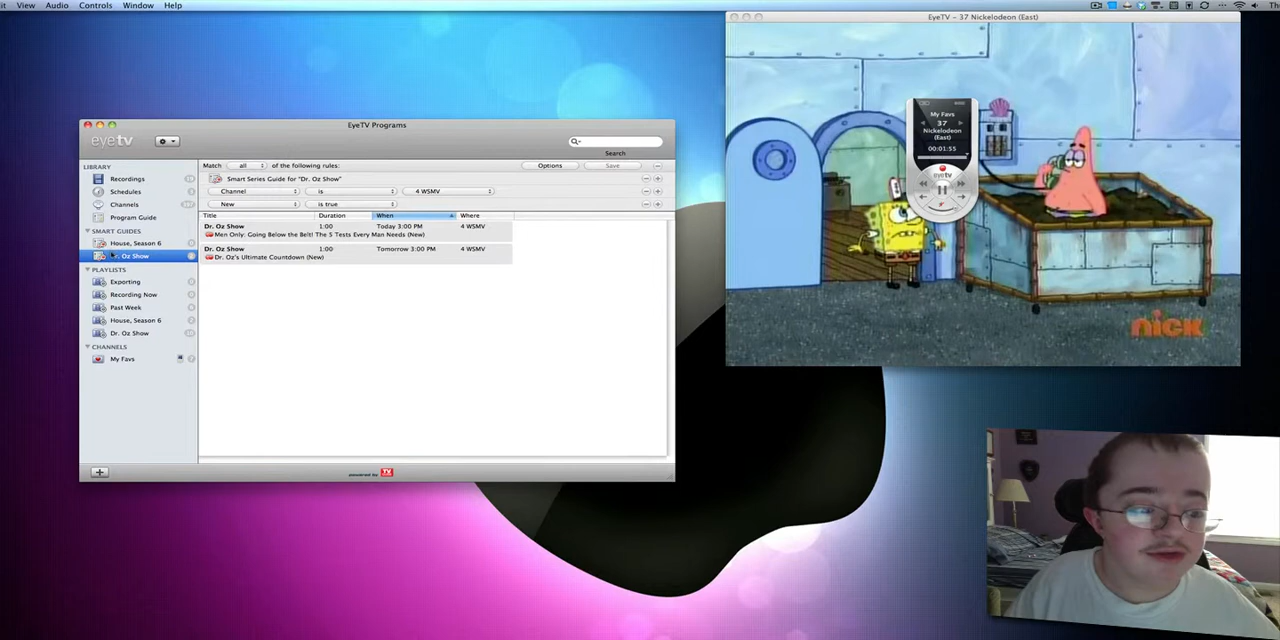 View Audio Controls Window Help
EyeTV – 37 Nickelodeon (East)
EyeTV Programs
eyetv
Search
LIBRARY
Recordings
Schedules
Channels
Program Guide
SMART GUIDES
House, Season 6
Dr. Oz Show
PLAYLISTS
Exporting
Recording Now
Past Week
House, Season 6
Dr. Oz Show
CHANNELS
My Favs
Match all of the following rules:
Options
Save
Smart Series Guide for "Dr. Oz Show"
Channel is 4 WSMV
New is true
Title Duration When Where
Dr. Oz Show 1:00 Today 3:00 PM 4 WSMV
Men Only: Going Below the Belt! The 5 Tests Every Man Needs (New)
Dr. Oz Show 1:00 Tomorrow 3:00 PM 4 WSMV
Dr. Oz's Ultimate Countdown (New)
powered by TV
My Favs
37
Nickelodeon
(East)
00:01:55
eyetv
nick